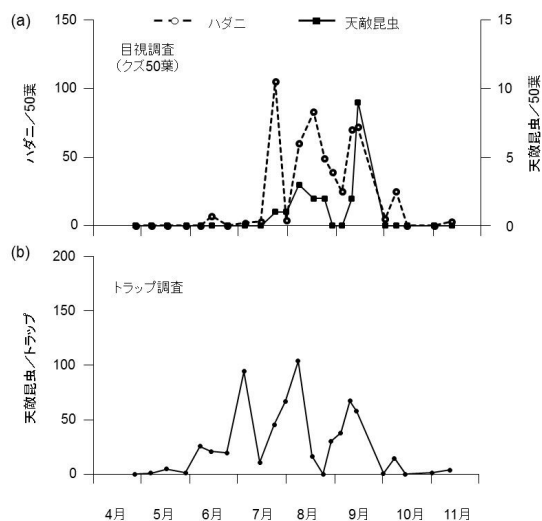 (a)
ハダニ
天敵昆虫
150
100
50
0
ハダニ／50葉
目視調査
（クズ50葉）
15
10
5
0
天敵昆虫／50葉
(b)
200
150
100
50
0
天敵昆虫／トラップ
トラップ調査
4月 5月 6月 7月 8月 9月 10月 11月